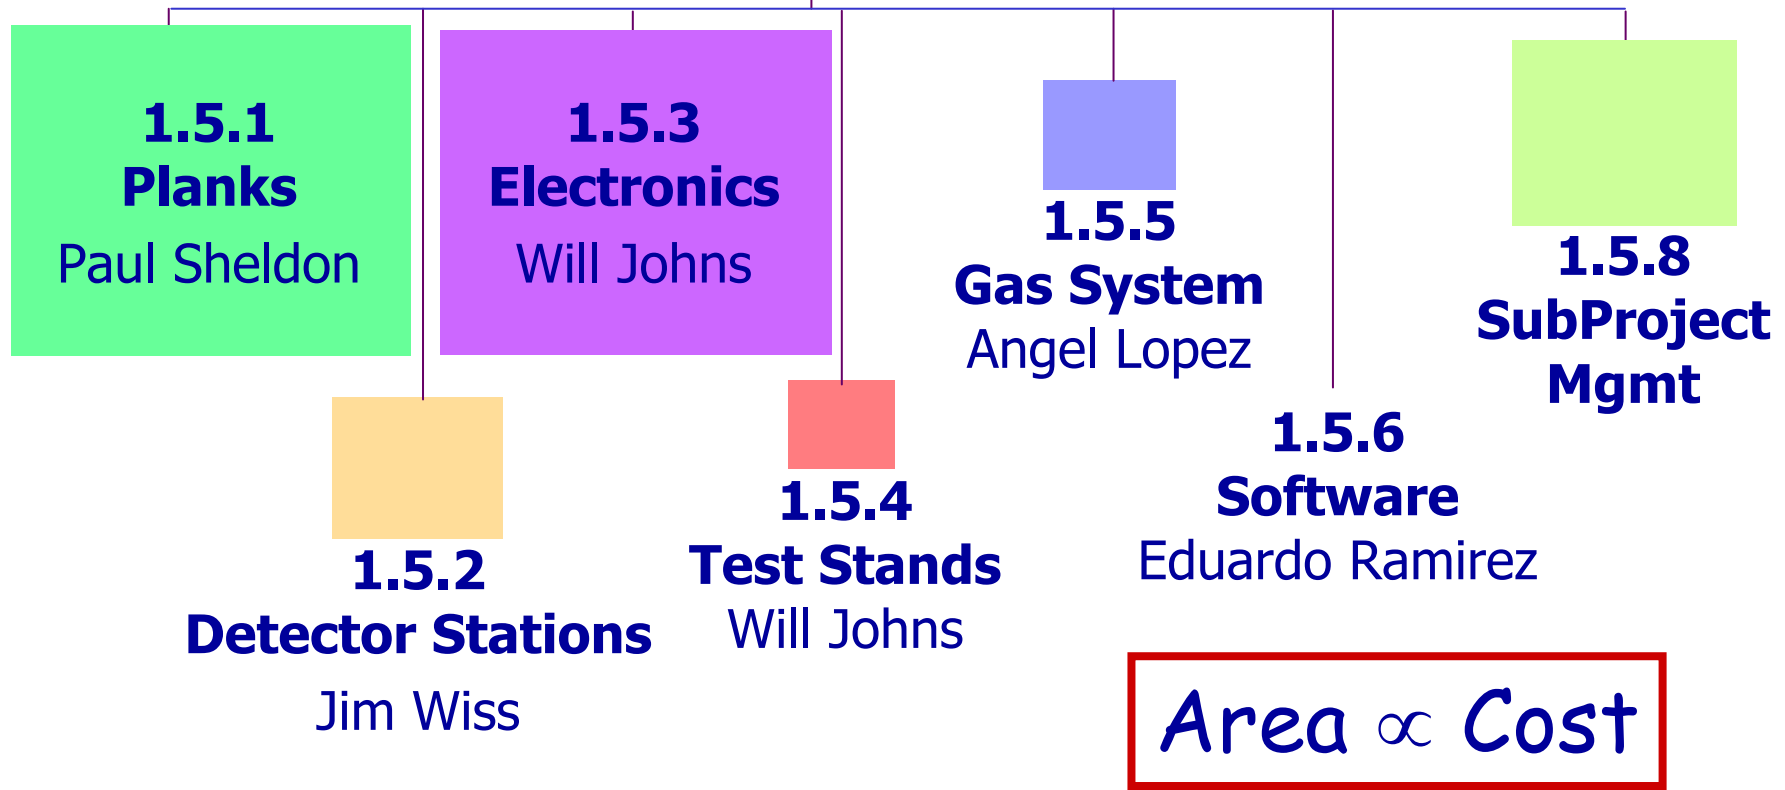 1.5.1
Planks
Paul Sheldon
1.5.3
Electronics
Will Johns
1.5.5
Gas System
Angel Lopez
1.5.8
SubProject
Mgmt
1.5.2
Detector Stations
Jim Wiss
1.5.4
Test Stands
Will Johns
1.5.6
Software
Eduardo Ramirez
Area ∝ Cost